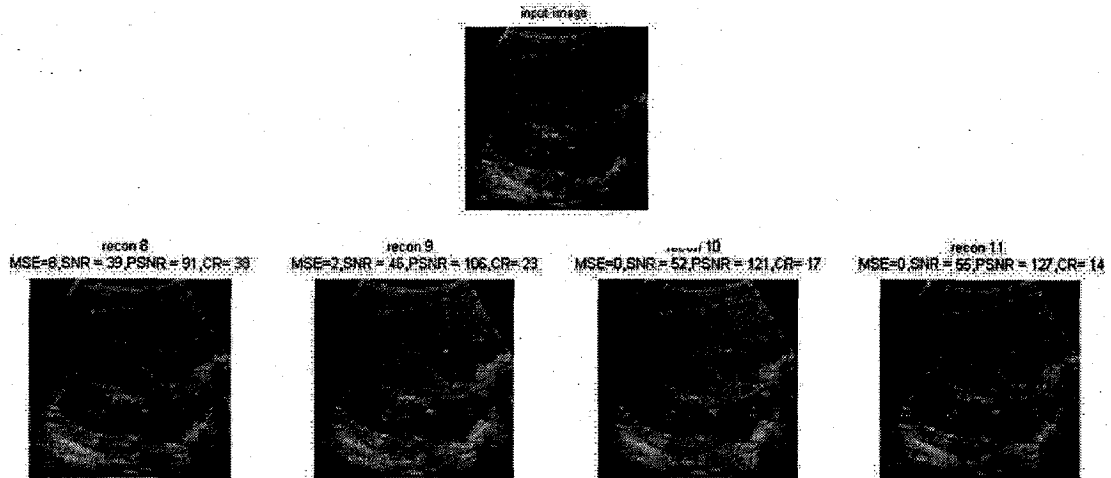 input image
recon 8
MSE=8,SNR = 39,PSNR = 91,CR= 38
recon 9
MSE=2,SNR = 46,PSNR = 106,CR= 23
recon 10
MSE=0,SNR = 52,PSNR = 121,CR= 17
recon 11
MSE=0,SNR = 55,PSNR = 127,CR= 14